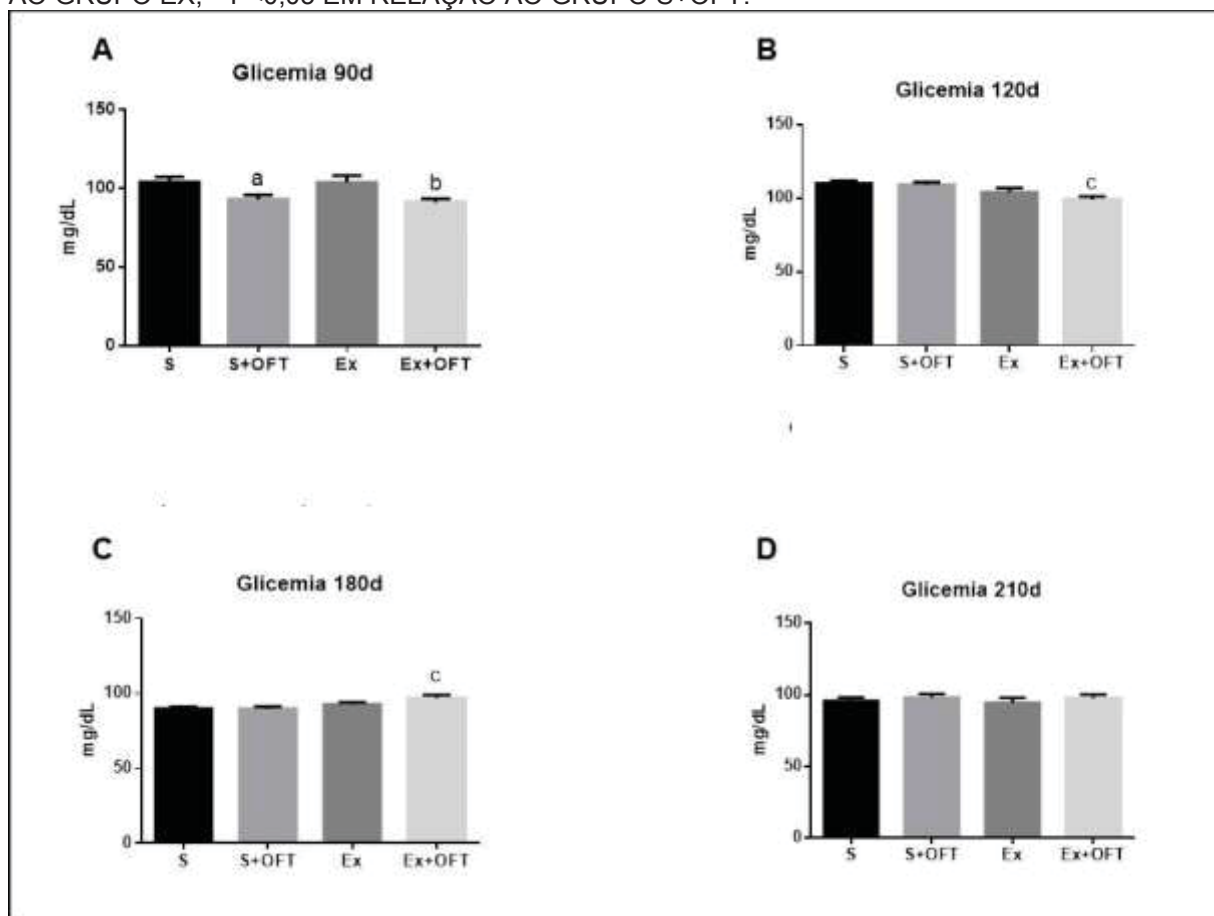 A
Glicemia 90d
150
100
50
0
mg/dL
a
b
S S+OFT Ex Ex+OFT
B
Glicemia 120d
150
100
50
0
mg/dL
c
S S+OFT Ex Ex+OFT
C
Glicemia 180d
150
100
50
0
mg/dL
c
S S+OFT Ex Ex+OFT
D
Glicemia 210d
150
100
50
0
mg/dL
S S+OFT Ex Ex+OFT